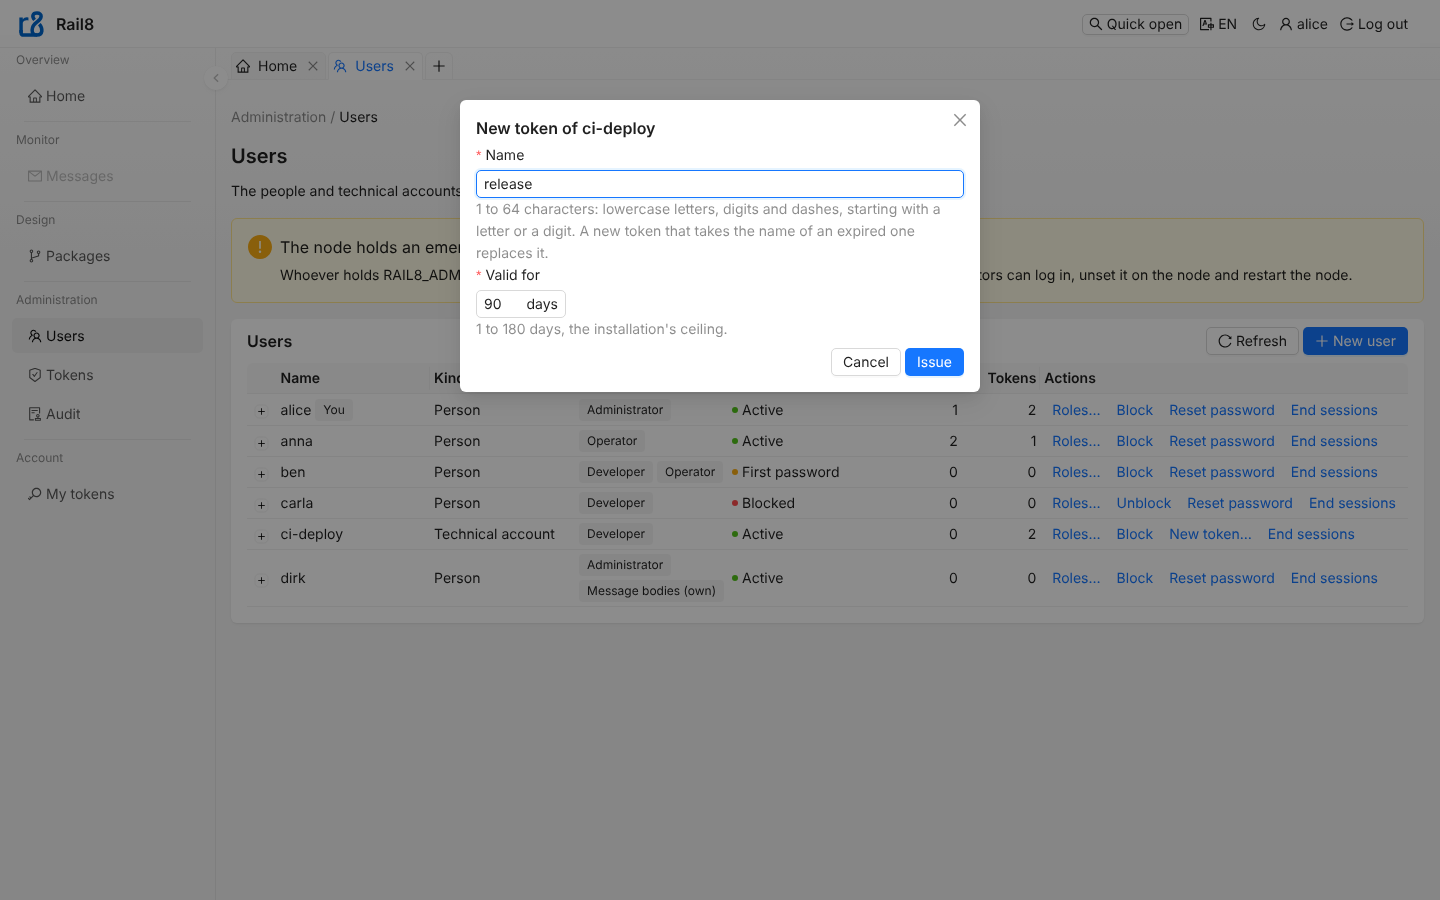 Rail8
Quick open
EN
alice
Log out
Overview
Home
Monitor
Messages
Design
Packages
Administration
Users
Tokens
Audit
Account
My tokens
Home
Users
Administration / Users
Users
The people and technical accounts
The node holds an emer
Whoever holds RAIL8_ADM
tors can log in, unset it on the node and restart the node.
New token of ci-deploy
* Name
release
1 to 64 characters: lowercase letters, digits and dashes, starting with a
letter or a digit. A new token that takes the name of an expired one
replaces it.
* Valid for
90 days
1 to 180 days, the installation's ceiling.
Cancel
Issue
Users
Refresh
New user
Name Kind Tokens Actions
alice You Person Administrator Active 1 2 Roles... Block Reset password End sessions
anna Person Operator Active 2 1 Roles... Block Reset password End sessions
ben Person Developer Operator First password 0 0 Roles... Block Reset password End sessions
carla Person Developer Blocked 0 0 Roles... Unblock Reset password End sessions
ci-deploy Technical account Developer Active 0 2 Roles... Block New token... End sessions
dirk Person Administrator Message bodies (own) Active 0 0 Roles... Block Reset password End sessions